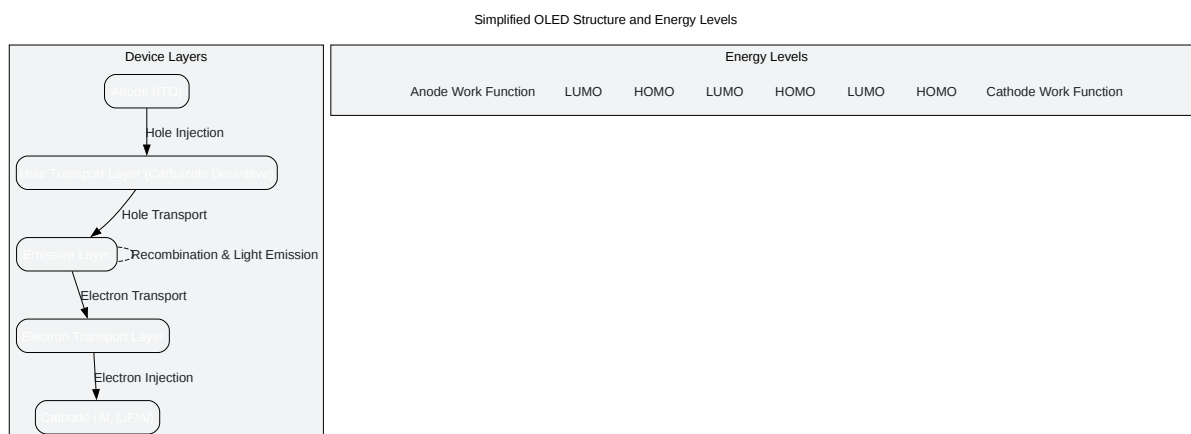 Simplified OLED Structure and Energy Levels
Device Layers
Anode (ITO)
Hole Injection
Hole Transport Layer (Carbazole Derivative)
Hole Transport
Emissive Layer
Recombination & Light Emission
Electron Transport
Electron Transport Layer
Electron Injection
Cathode (Al, LiF/Al)
Energy Levels
Anode Work Function LUMO HOMO LUMO HOMO LUMO HOMO Cathode Work Function